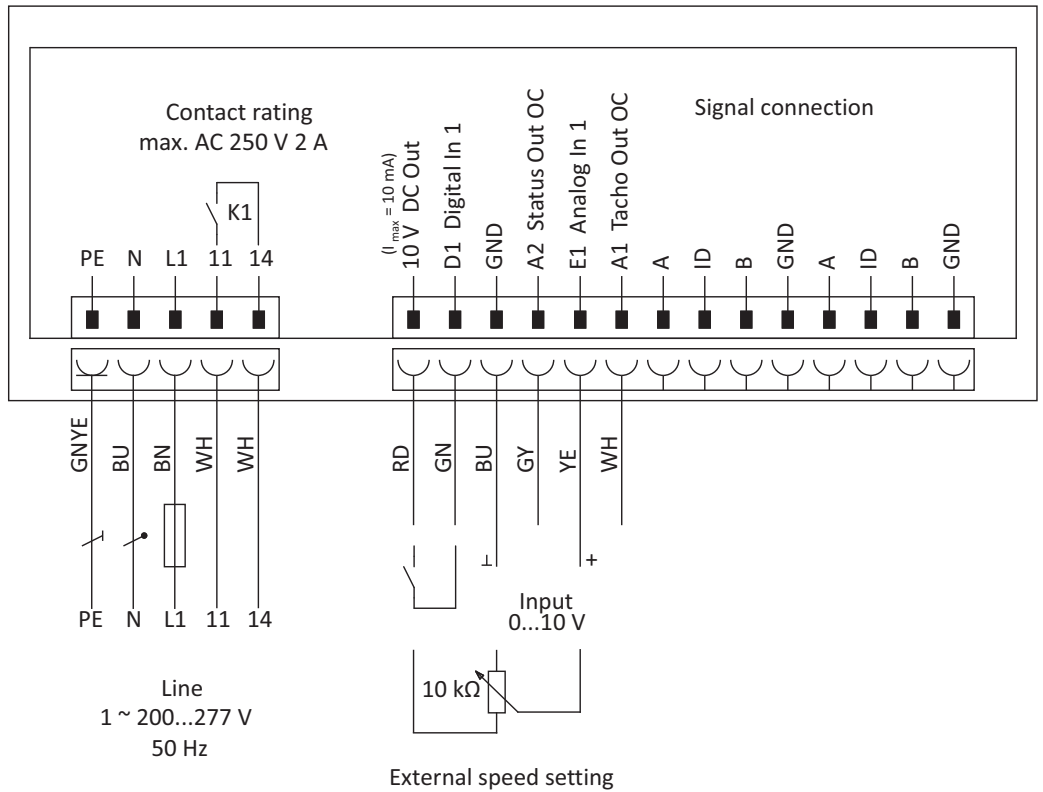 Contact rating
max. AC 250 V 2 A
Signal connection
K1
PE
N
L1
11
14
(Imax = 10 mA)
10 V DC Out
D1 Digital In 1
GND
A2 Status Out OC
E1 Analog In 1
A1 Tacho Out OC
A
ID
B
GND
A
ID
B
GND
GNYE
BU
BN
WH
WH
RD
GN
BU
GY
YE
WH
⊥
+
Input
0...10 V
PE
N
L1
11
14
10 kΩ
Line
1 ~ 200...277 V
50 Hz
External speed setting